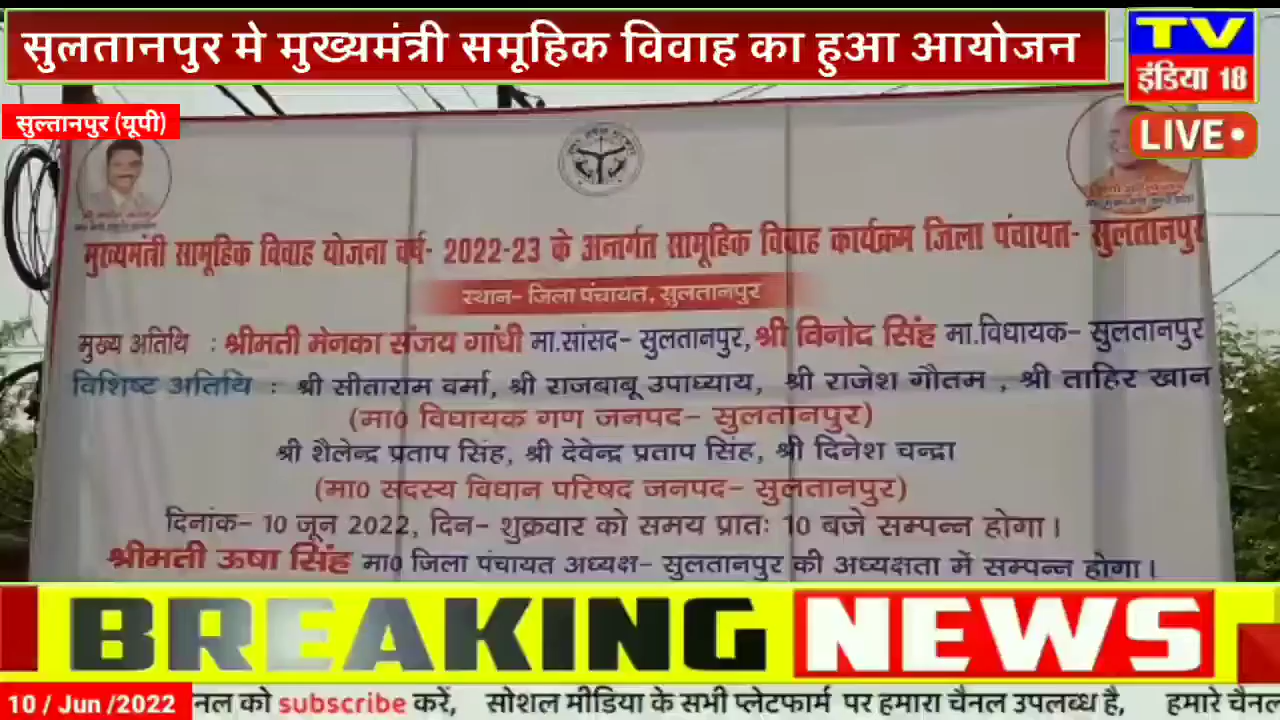 सुलतानपुर मे मुख्यमंत्री समूहिक विवाह का हुआ आयोजन
TV
इंडिया 18
सुल्तानपुर (यूपी)
LIVE
मुख्यमंत्री सामूहिक विवाह योजना वर्ष- 2022-23 के अन्तर्गत सामूहिक विवाह कार्यक्रम जिला पंचायत- सुलतानपुर
स्थान- जिला पंचायत, सुलतानपुर
मुख्य अतिथि : श्रीमती मेनका संजय गांधी मा.सांसद- सुलतानपुर, श्री विनोद सिंह मा.विधायक- सुलतानपुर
विशिष्ट अतिथि : श्री सीताराम वर्मा, श्री राजबाबू उपाध्याय, श्री राजेश गौतम , श्री ताहिर खान
(मा0 विधायक गण जनपद- सुलतानपुर)
श्री शैलेन्द्र प्रताप सिंह, श्री देवेन्द्र प्रताप सिंह, श्री दिनेश चन्द्रा
(मा0 सदस्य विधान परिषद जनपद- सुलतानपुर)
दिनांक- 10 जून 2022, दिन- शुक्रवार को समय प्रातः 10 बजे सम्पन्न होगा।
श्रीमती ऊषा सिंह मा0 जिला पंचायत अध्यक्ष- सुलतानपुर की अध्यक्षता में सम्पन्न होगा।
BREAKING NEWS
10 / Jun /2022 नल को subscribe करें, सोशल मीडिया के सभी प्लेटफार्म पर हमारा चैनल उपलब्ध है, हमारे चैनल